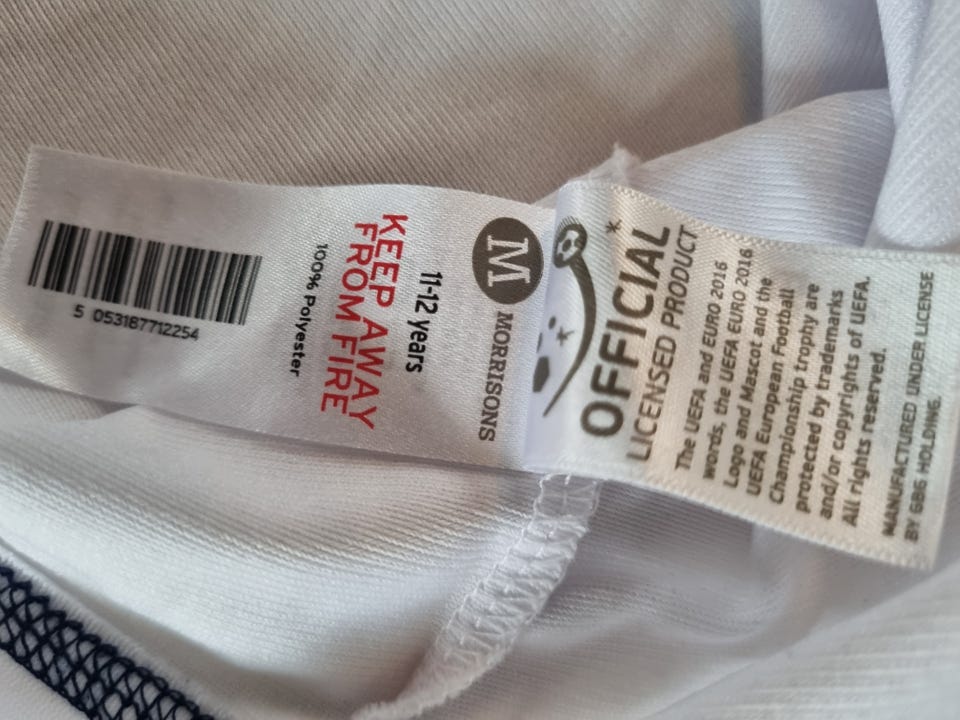 M
MORRISONS
11-12 years
KEEP AWAY
FROM FIRE
100% Polyester
5 053187712254
OFFICIAL
LICENSED PRODUCT
The UEFA and EURO 2016
words, the UEFA EURO 2016
Logo and Mascot and the
UEFA European Football
Championship trophy are
protected by trademarks
and/or copyrights of UEFA.
All rights reserved.
MANUFACTURED UNDER LICENSE
BY GBG HOLDING.